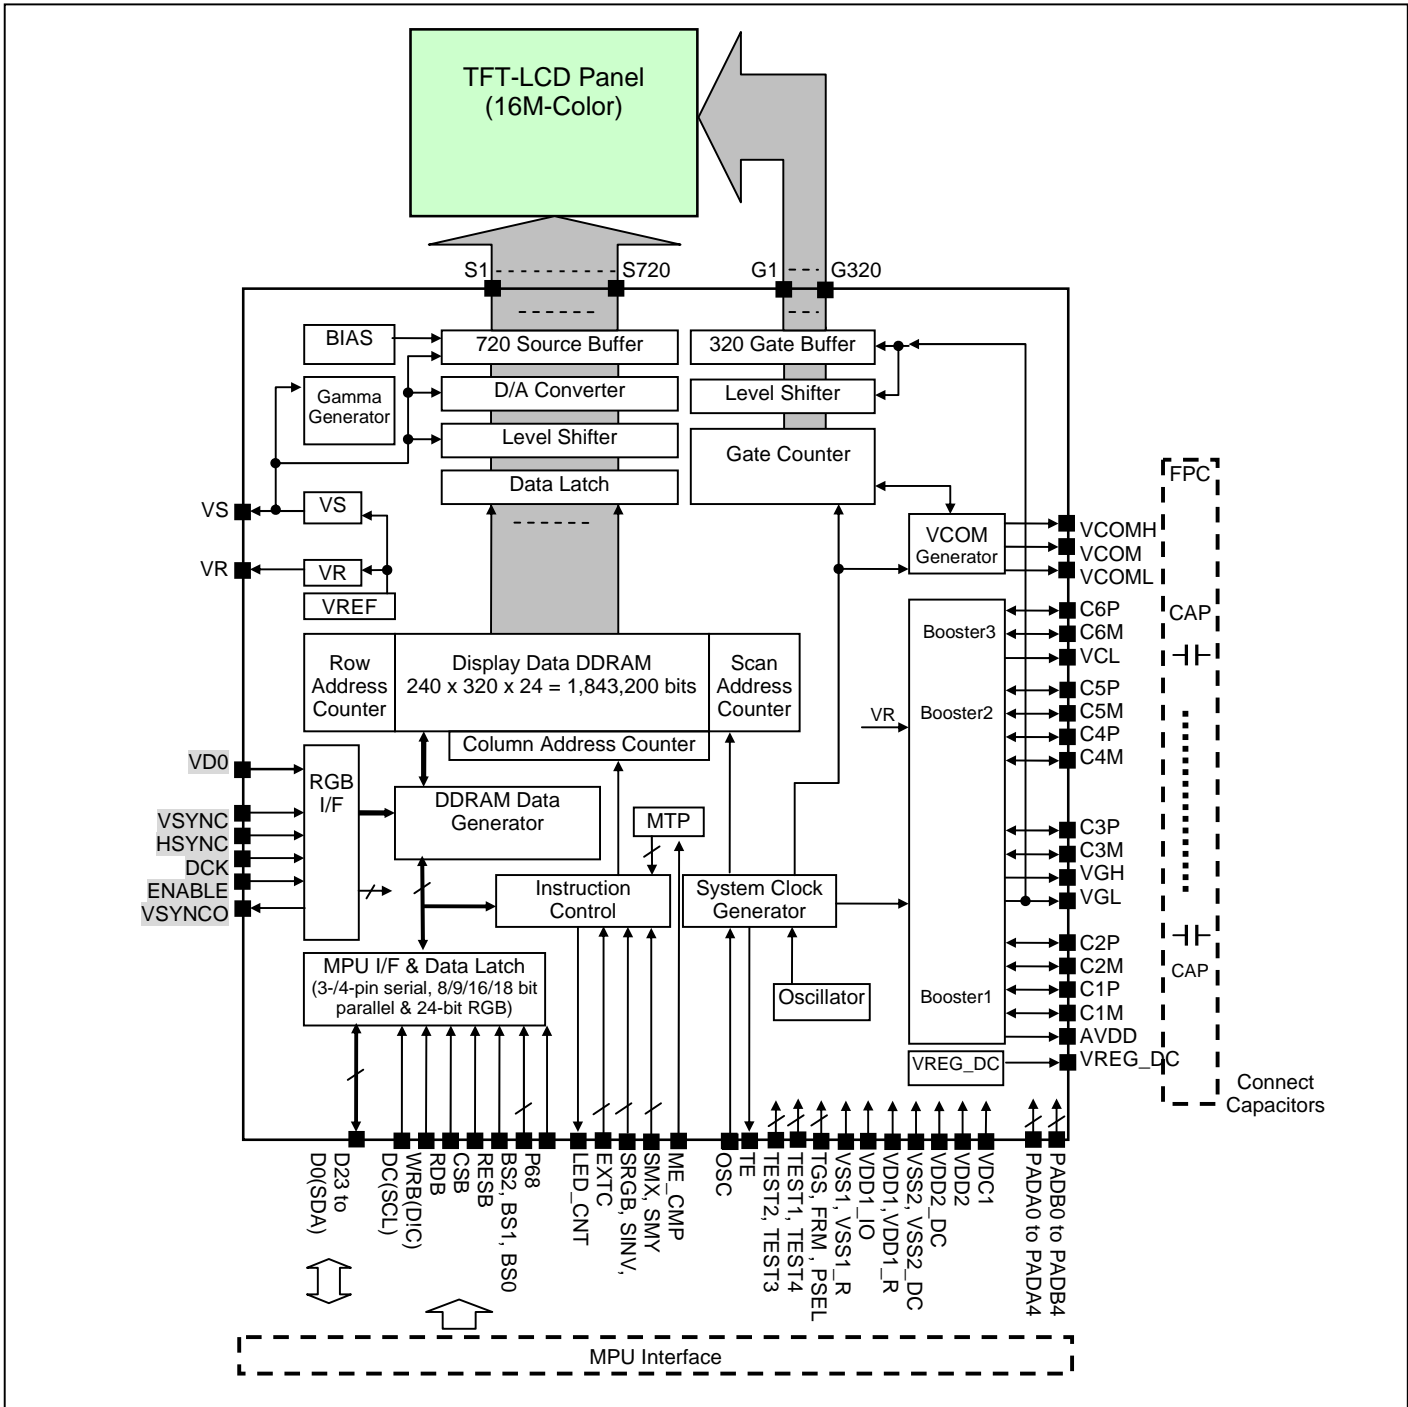 TFT-LCD Panel
(16M-Color)
S1
S720
G1
G320
BIAS
720 Source Buffer
320 Gate Buffer
Gamma
Generator
D/A Converter
Level Shifter
Level Shifter
Gate Counter
Data Latch
VS
VS
VR
VR
VREF
VCOM
Generator
VCOMH
VCOM
VCOML
FPC
CAP
Row
Address
Counter
Display Data DDRAM
240 x 320 x 24 = 1,843,200 bits
Scan
Address
Counter
Column Address Counter
Booster3
VR
Booster2
Booster1
C6P
C6M
VCL
C5P
C5M
C4P
C4M
C3P
C3M
VGH
VGL
C2P
C2M
C1P
C1M
AVDD
VREG_DC
VREG_DC
CAP
Connect
Capacitors
VD0
VSYNC
HSYNC
DCK
ENABLE
VSYNCO
RGB
I/F
DDRAM Data
Generator
MTP
Instruction
Control
System Clock
Generator
Oscillator
MPU I/F & Data Latch
(3-/4-pin serial, 8/9/16/18 bit
parallel & 24-bit RGB)
D23 to
D0(SDA)
DC(SCL)
WRB(D!C)
RDB
CSB
RESB
BS2, BS1, BS0
P68
LED_CNT
EXTC
SRGB, SINV,
SMX, SMY
ME_CMP
OSC
TE
TEST2, TEST3
TEST1, TEST4
TGS, FRM , PSEL
VSS1, VSS1_R
VDD1_IO
VDD1,VDD1_R
VSS2, VSS2_DC
VDD2_DC
VDD2
VDC1
PADA0 to PADA4
PADB0 to PADB4
MPU Interface